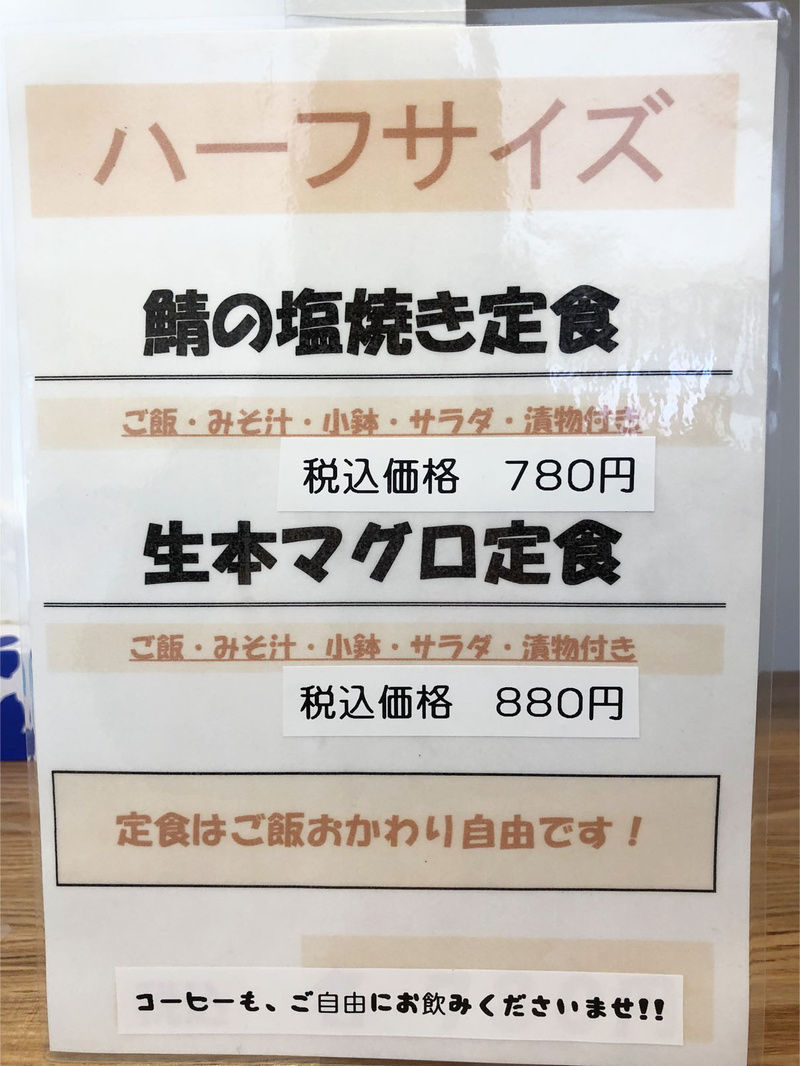 ハーフサイズ
鯖の塩焼き定食
ご飯・みそ汁・小鉢・サラダ・漬物付き
税込価格　780円
生本マグロ定食
ご飯・みそ汁・小鉢・サラダ・漬物付き
税込価格　880円
定食はご飯おかわり自由です！
コーヒーも、ご自由にお飲みくださいませ!!